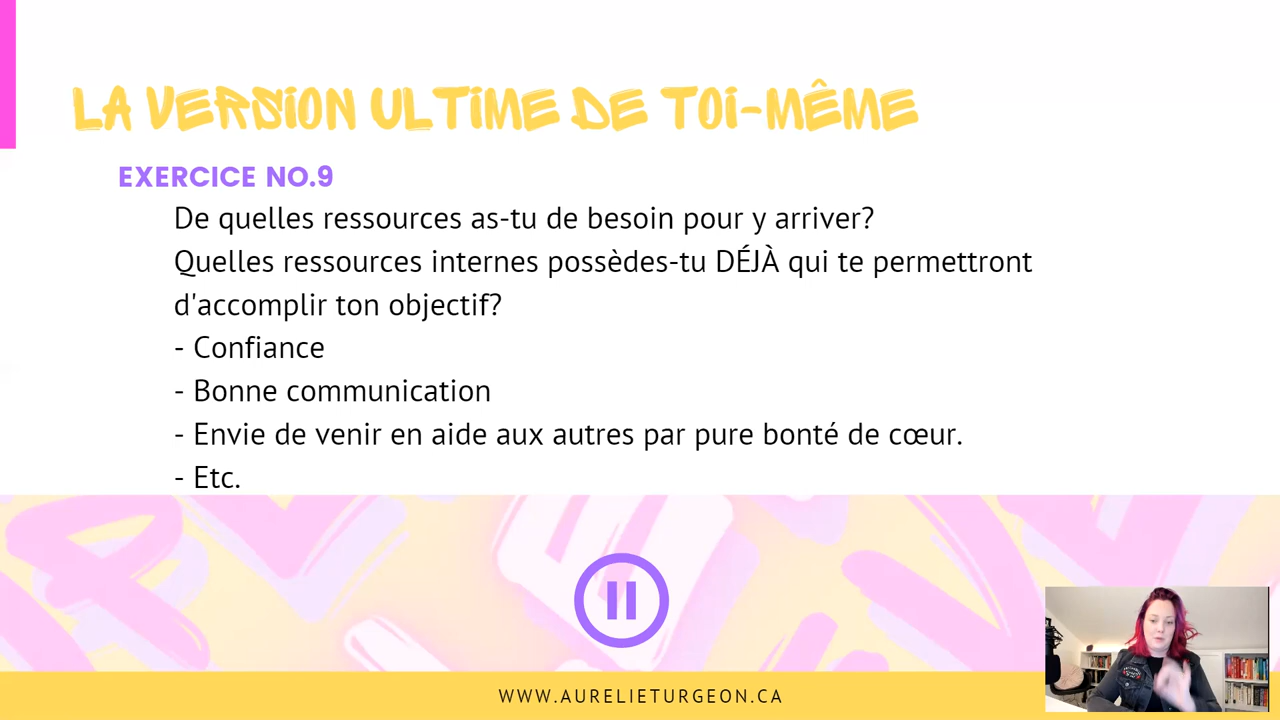 LA VERSION ULTIME DE TOI-MÊME
EXERCICE NO.9
De quelles ressources as-tu de besoin pour y arriver?
Quelles ressources internes possèdes-tu DÉJÀ qui te permettront
d'accomplir ton objectif?
- Confiance
- Bonne communication
- Envie de venir en aide aux autres par pure bonté de cœur.
- Etc.
WWW.AURELIETURGEON.CA